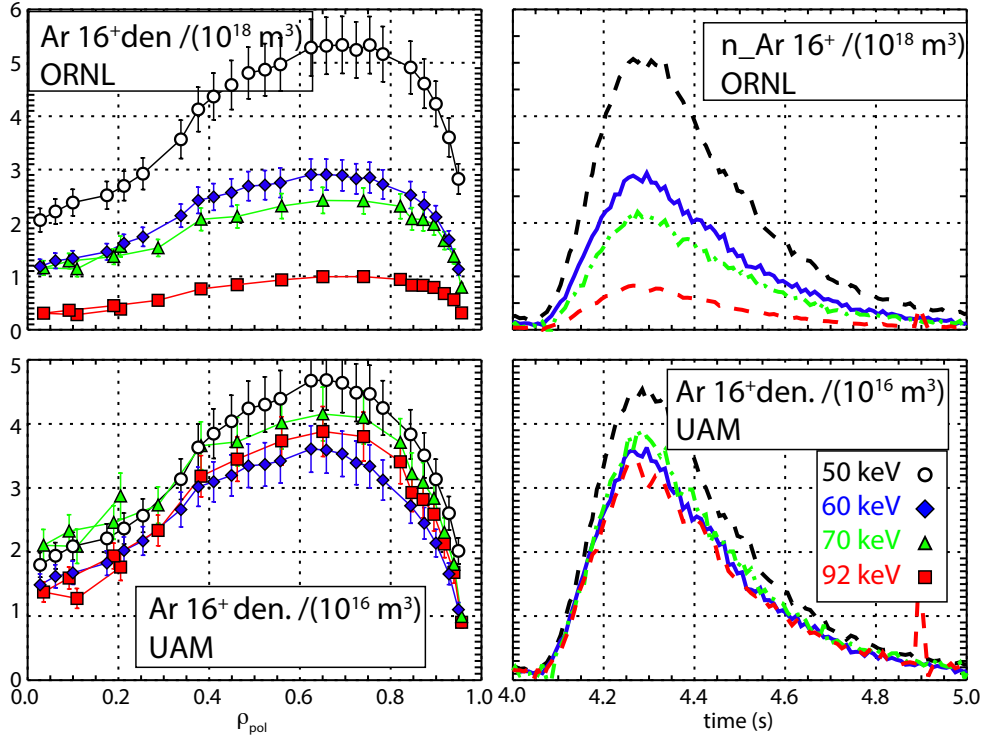 Ar 16⁺den /(10¹⁸ m³)
ORNL
6
5
4
3
2
1
0
n_Ar 16⁺ /(10¹⁸ m³)
ORNL
Ar 16⁺den. /(10¹⁶ m³)
UAM
5
4
3
2
1
0
0.0 0.2 0.4 0.6 0.8 1.0
ρpol
Ar 16⁺den. /(10¹⁶ m³)
UAM
50 keV
60 keV
70 keV
92 keV
4.0 4.2 4.4 4.6 4.8 5.0
time (s)